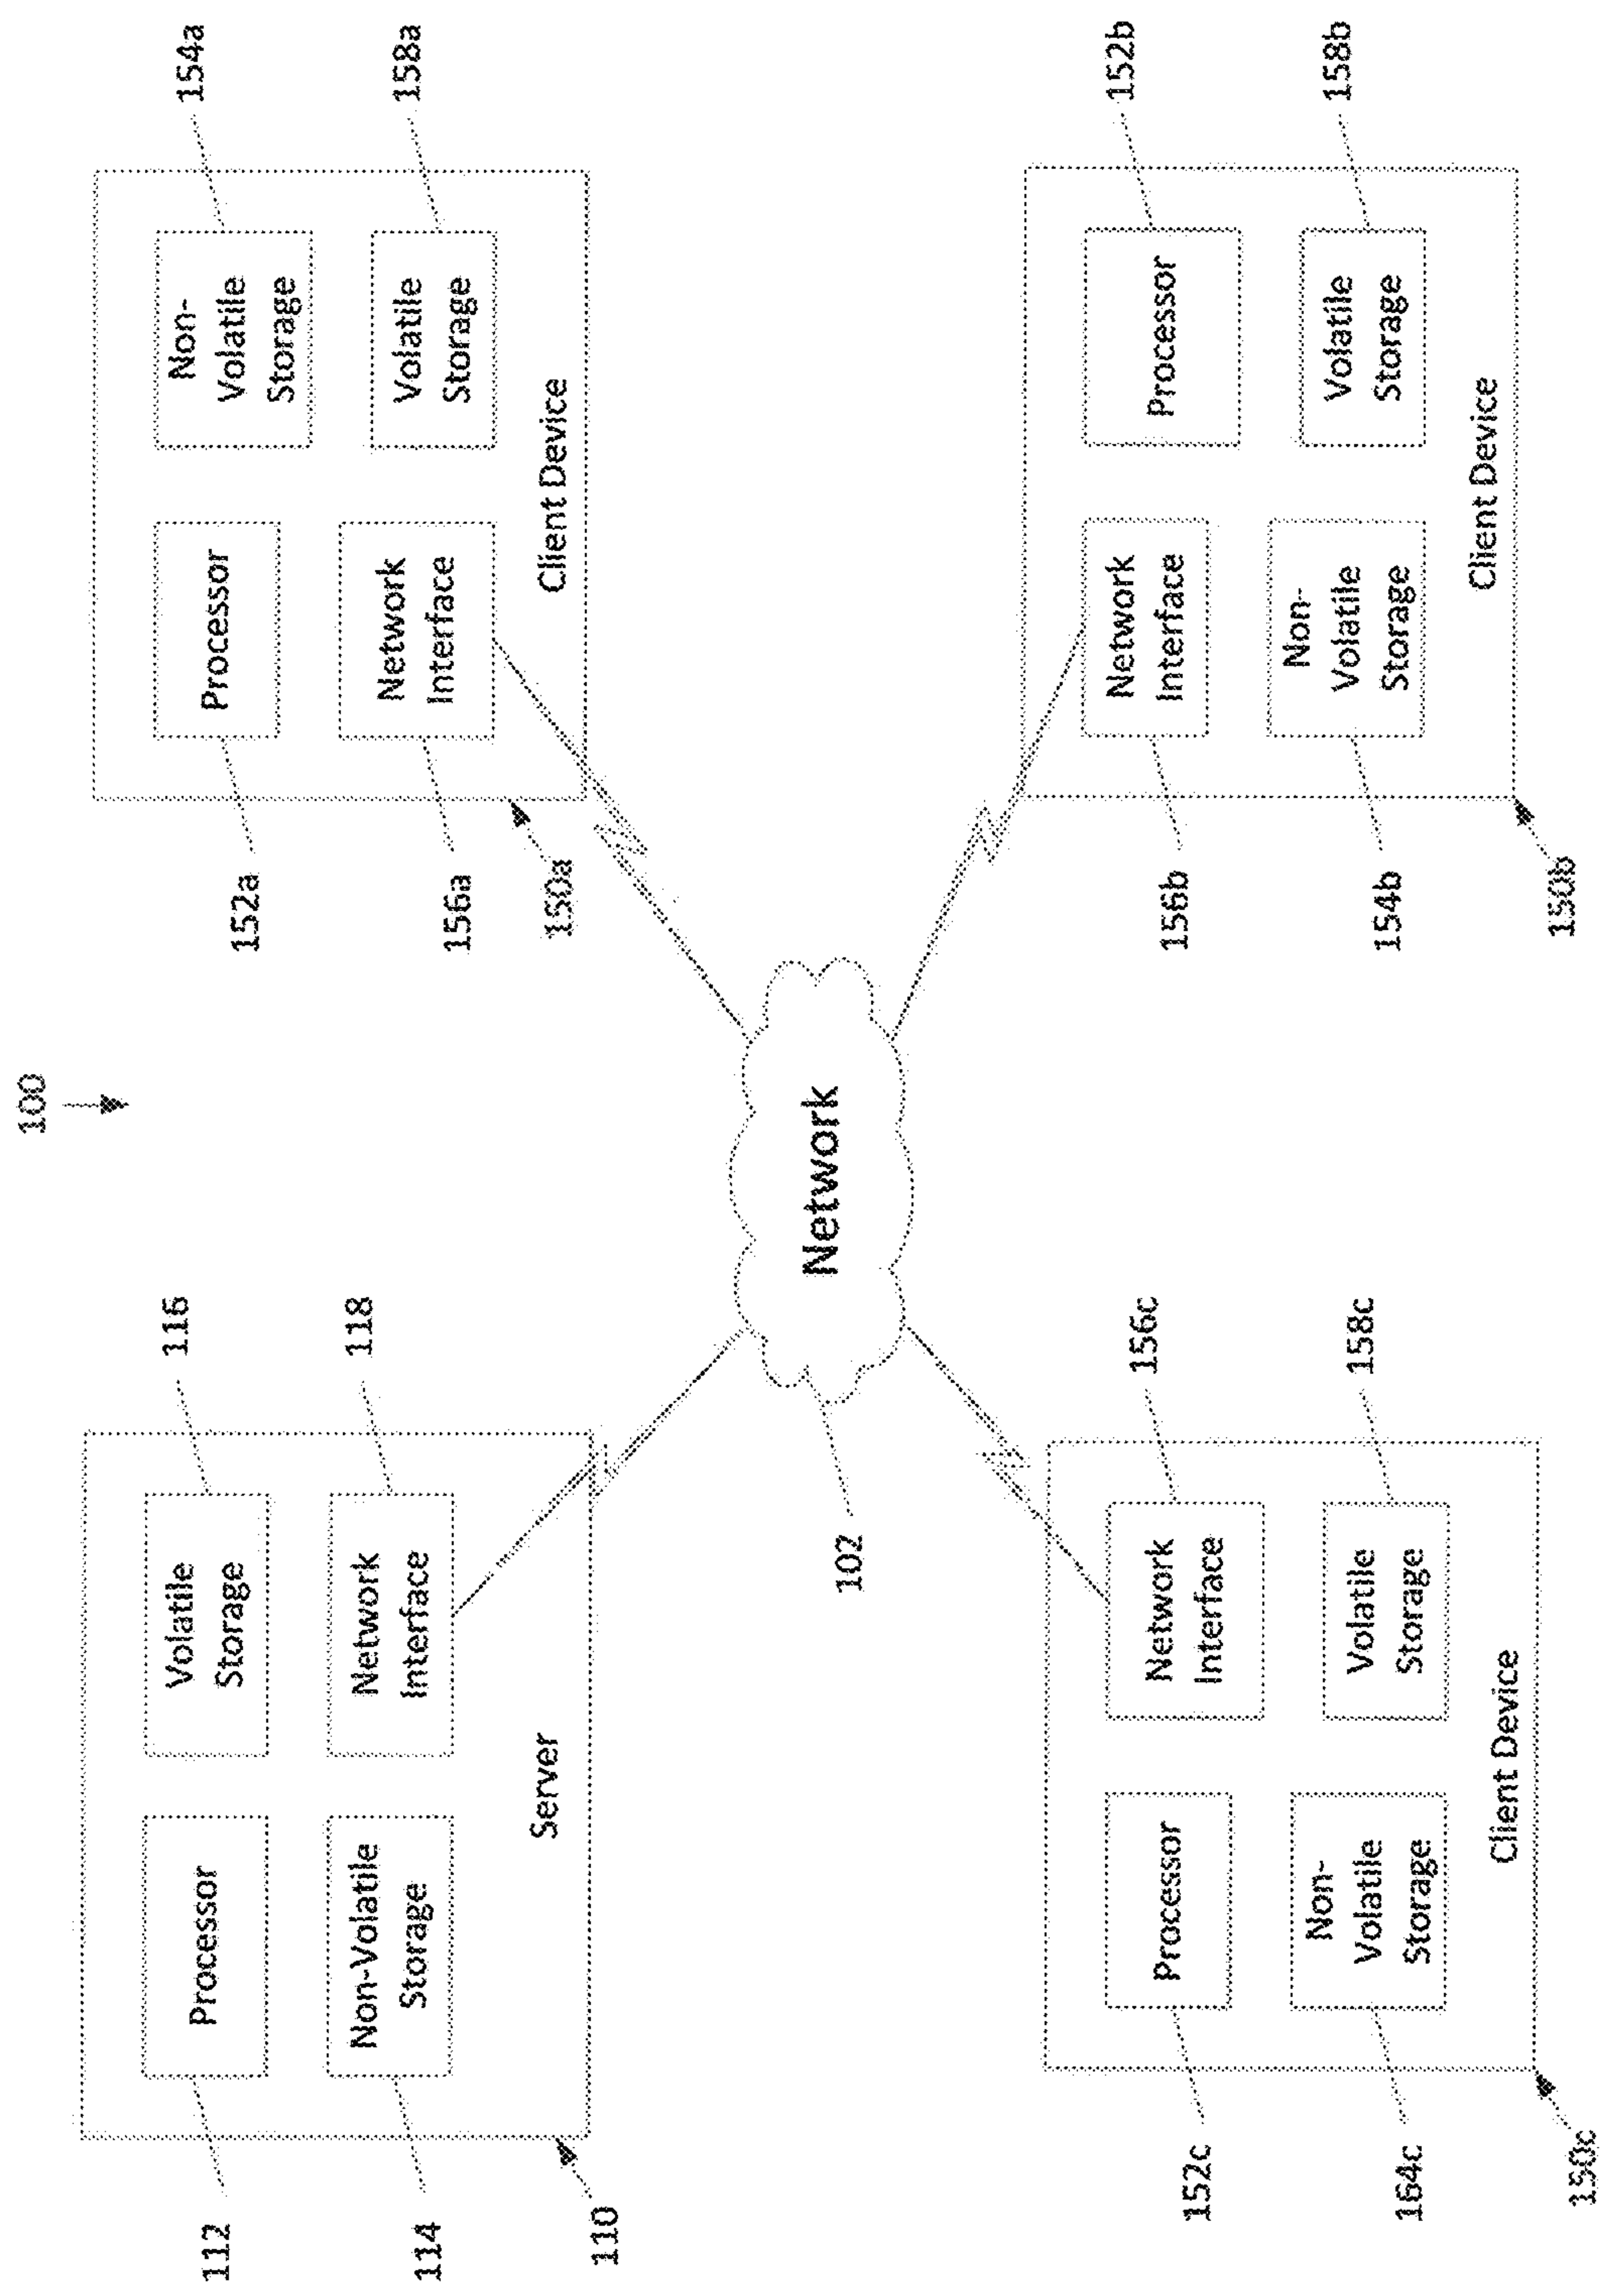 100
112
114
110
Processor
Volatile
Storage
116
Non-Volatile
Storage
Network
Interface
118
Server
152a
156a
150a
Processor
Non-
Volatile
Storage
154a
Network
Interface
Volatile
Storage
158a
Client Device
Network
102
152c
164c
150c
Processor
Network
Interface
156c
Non-
Volatile
Storage
Volatile
Storage
158c
Client Device
156b
154b
150b
Network
Interface
Processor
152b
Non-
Volatile
Storage
Volatile
Storage
158b
Client Device